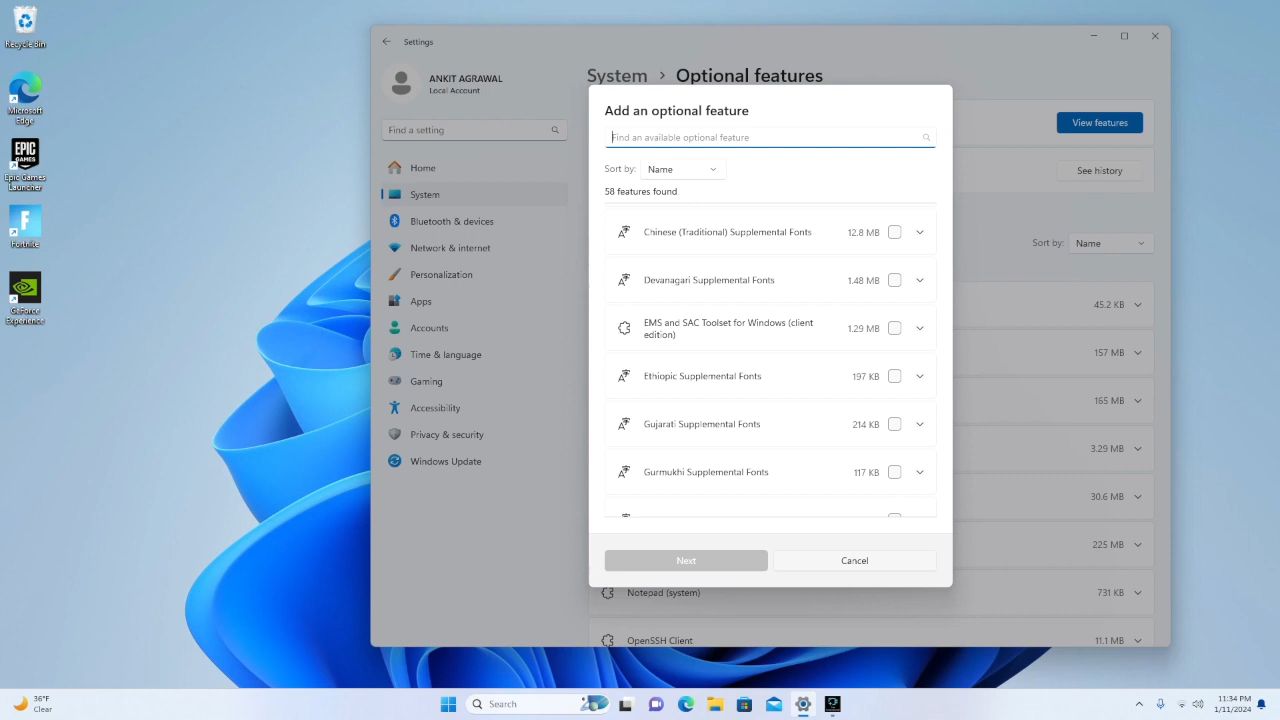 Recycle Bin
Microsoft
Edge
EPIC
GAMES
Epic Games
Launcher
Fortnite
GeForce
Experience
Settings
ANKIT AGRAWAL
Local Account
Find a setting
Home
System
Bluetooth & devices
Network & internet
Personalization
Apps
Accounts
Time & language
Gaming
Accessibility
Privacy & security
Windows Update
System > Optional features
View features
See history
Sort by: Name
45.2 KB
157 MB
165 MB
3.29 MB
30.6 MB
225 MB
Notepad (system) 731 KB
OpenSSH Client 11.1 MB
Add an optional feature
Find an available optional feature
Sort by: Name
58 features found
Chinese (Traditional) Supplemental Fonts 12.8 MB
Devanagari Supplemental Fonts 1.48 MB
EMS and SAC Toolset for Windows (client
edition) 1.29 MB
Ethiopic Supplemental Fonts 197 KB
Gujarati Supplemental Fonts 214 KB
Gurmukhi Supplemental Fonts 117 KB
Next Cancel
36°F
Clear
Search
11:34 PM
1/11/2024